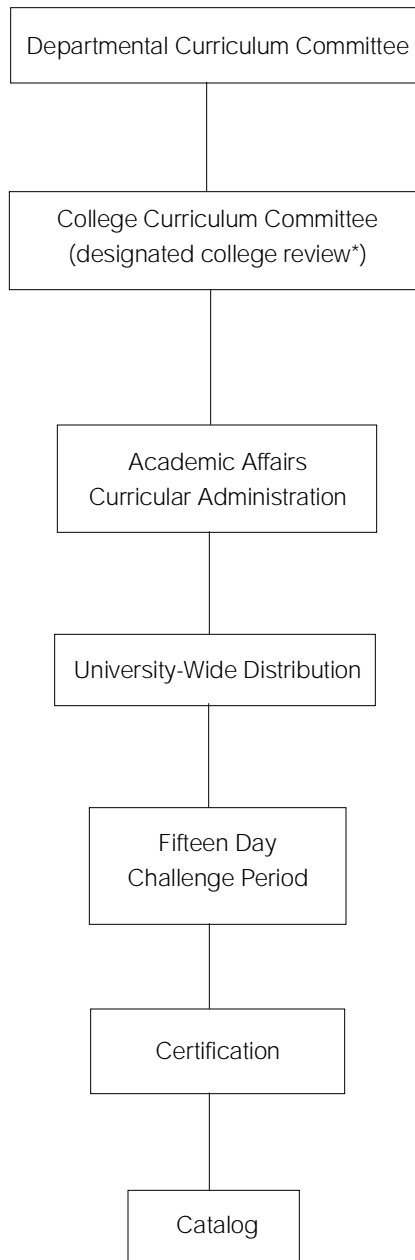 Departmental Curriculum Committee
College Curriculum Committee
(designated college review*)
Academic Affairs
Curricular Administration
University-Wide Distribution
Fifteen Day
Challenge Period
Certification
Catalog